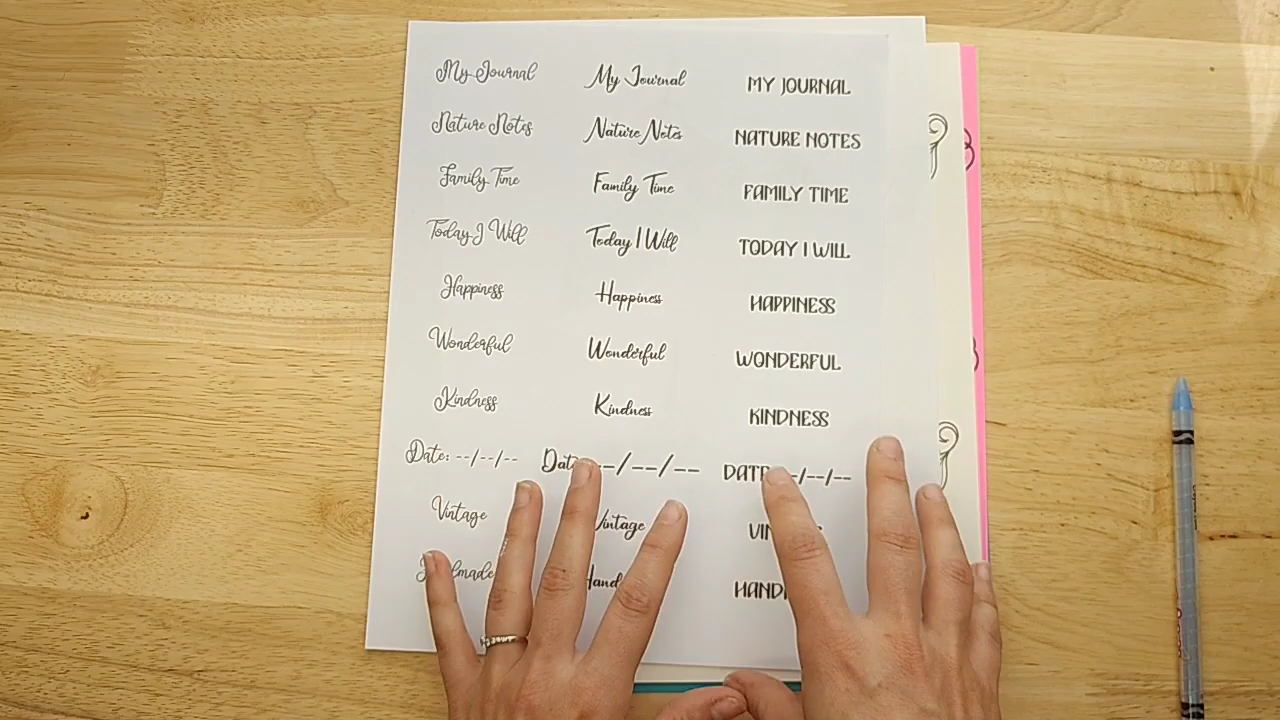 My Journal My Journal MY JOURNAL
Nature Notes Nature Notes NATURE NOTES
Family Time Family Time FAMILY TIME
Today I Will Today I Will TODAY I WILL
Happiness Happiness HAPPINESS
Wonderful Wonderful WONDERFUL
Kindness Kindness KINDNESS
Date: --/--/-- --/--/-- --/--
Vintage Vintage